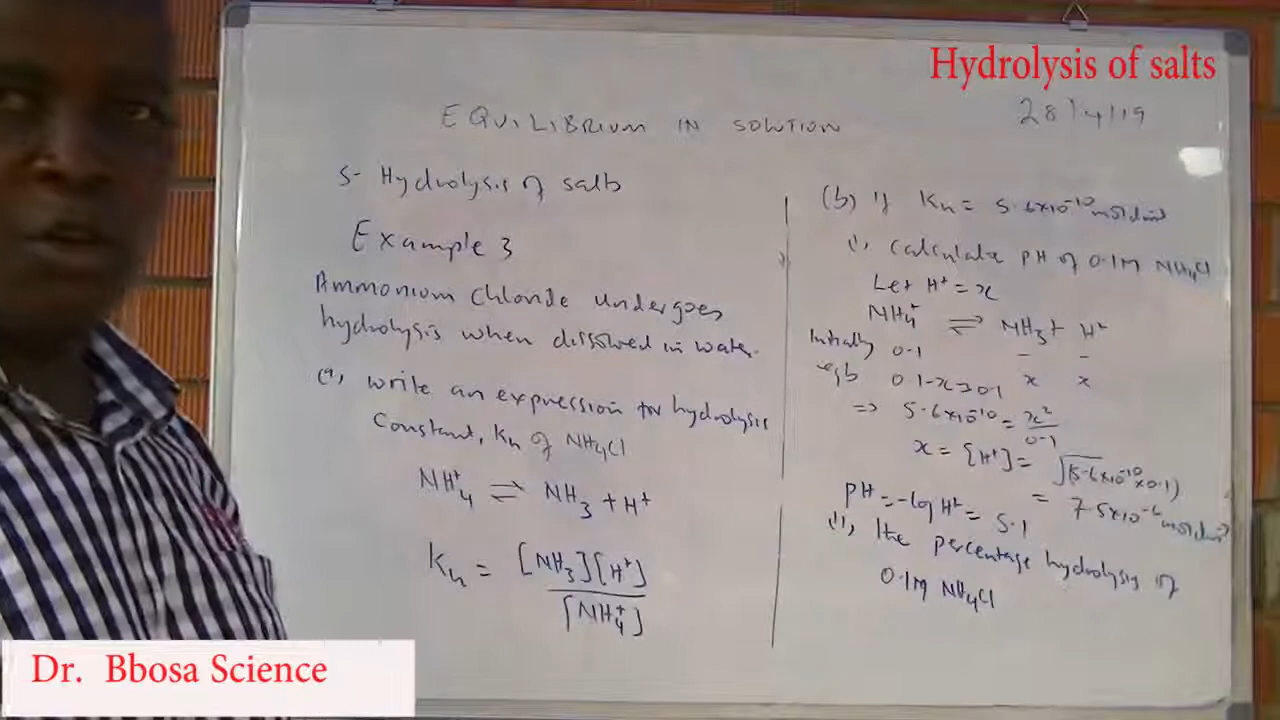 Hydrolysis of salts
28/4/19
EQUILIBRIUM IN SOLUTION
5- Hydrolysis of salts
Example 3
Ammonium chloride undergoes
hydrolysis when dissolved in water.
(a) write an expression for hydrolysis
Constant, Kh of NH4Cl
NH4+ ⇌ NH3 + H+
Kh = [NH3][H+]
[NH4+]
(b) if Kh = 5.6x10^-10 moldm-3
(i) calculate pH of 0.1M NH4Cl
Let H+ = x
NH4+ ⇌ NH3 + H+
Initially 0.1 - -
eqb 0.1-x≈0.1 x x
=> 5.6x10^-10 = x^2
0.1
x = [H+] = √(5.6x10^-10x0.1)
= 7.5x10^-6 moldm-3
pH = -log H+ = 5.1
(ii) The percentage hydrolysis of
0.1M NH4Cl
Dr. Bbosa Science